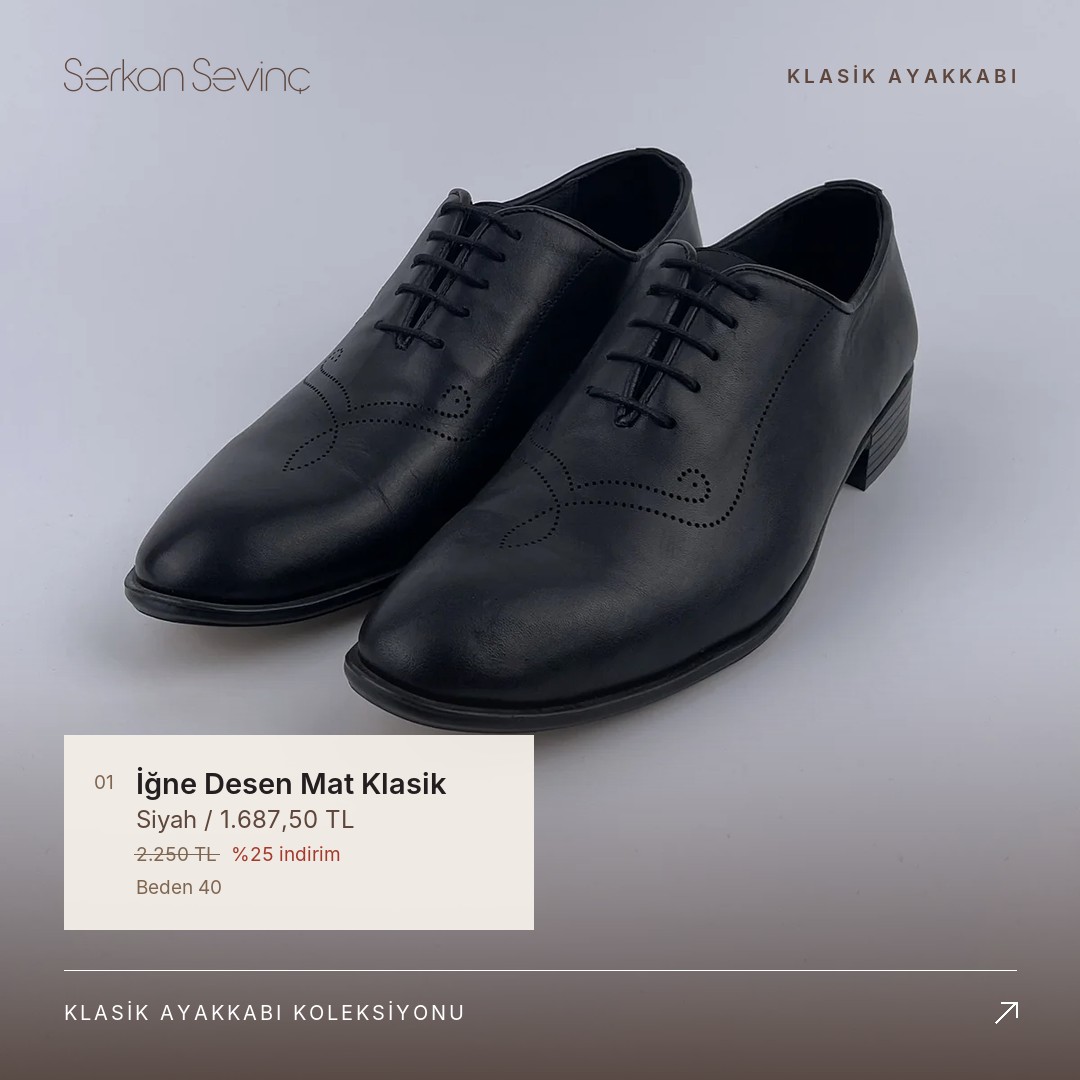 Serkan Sevinç
KLASİK AYAKKABI
01
İğne Desen Mat Klasik
Siyah / 1.687,50 TL
2.250 TL %25 indirim
Beden 40
KLASİK AYAKKABI KOLEKSİYONU